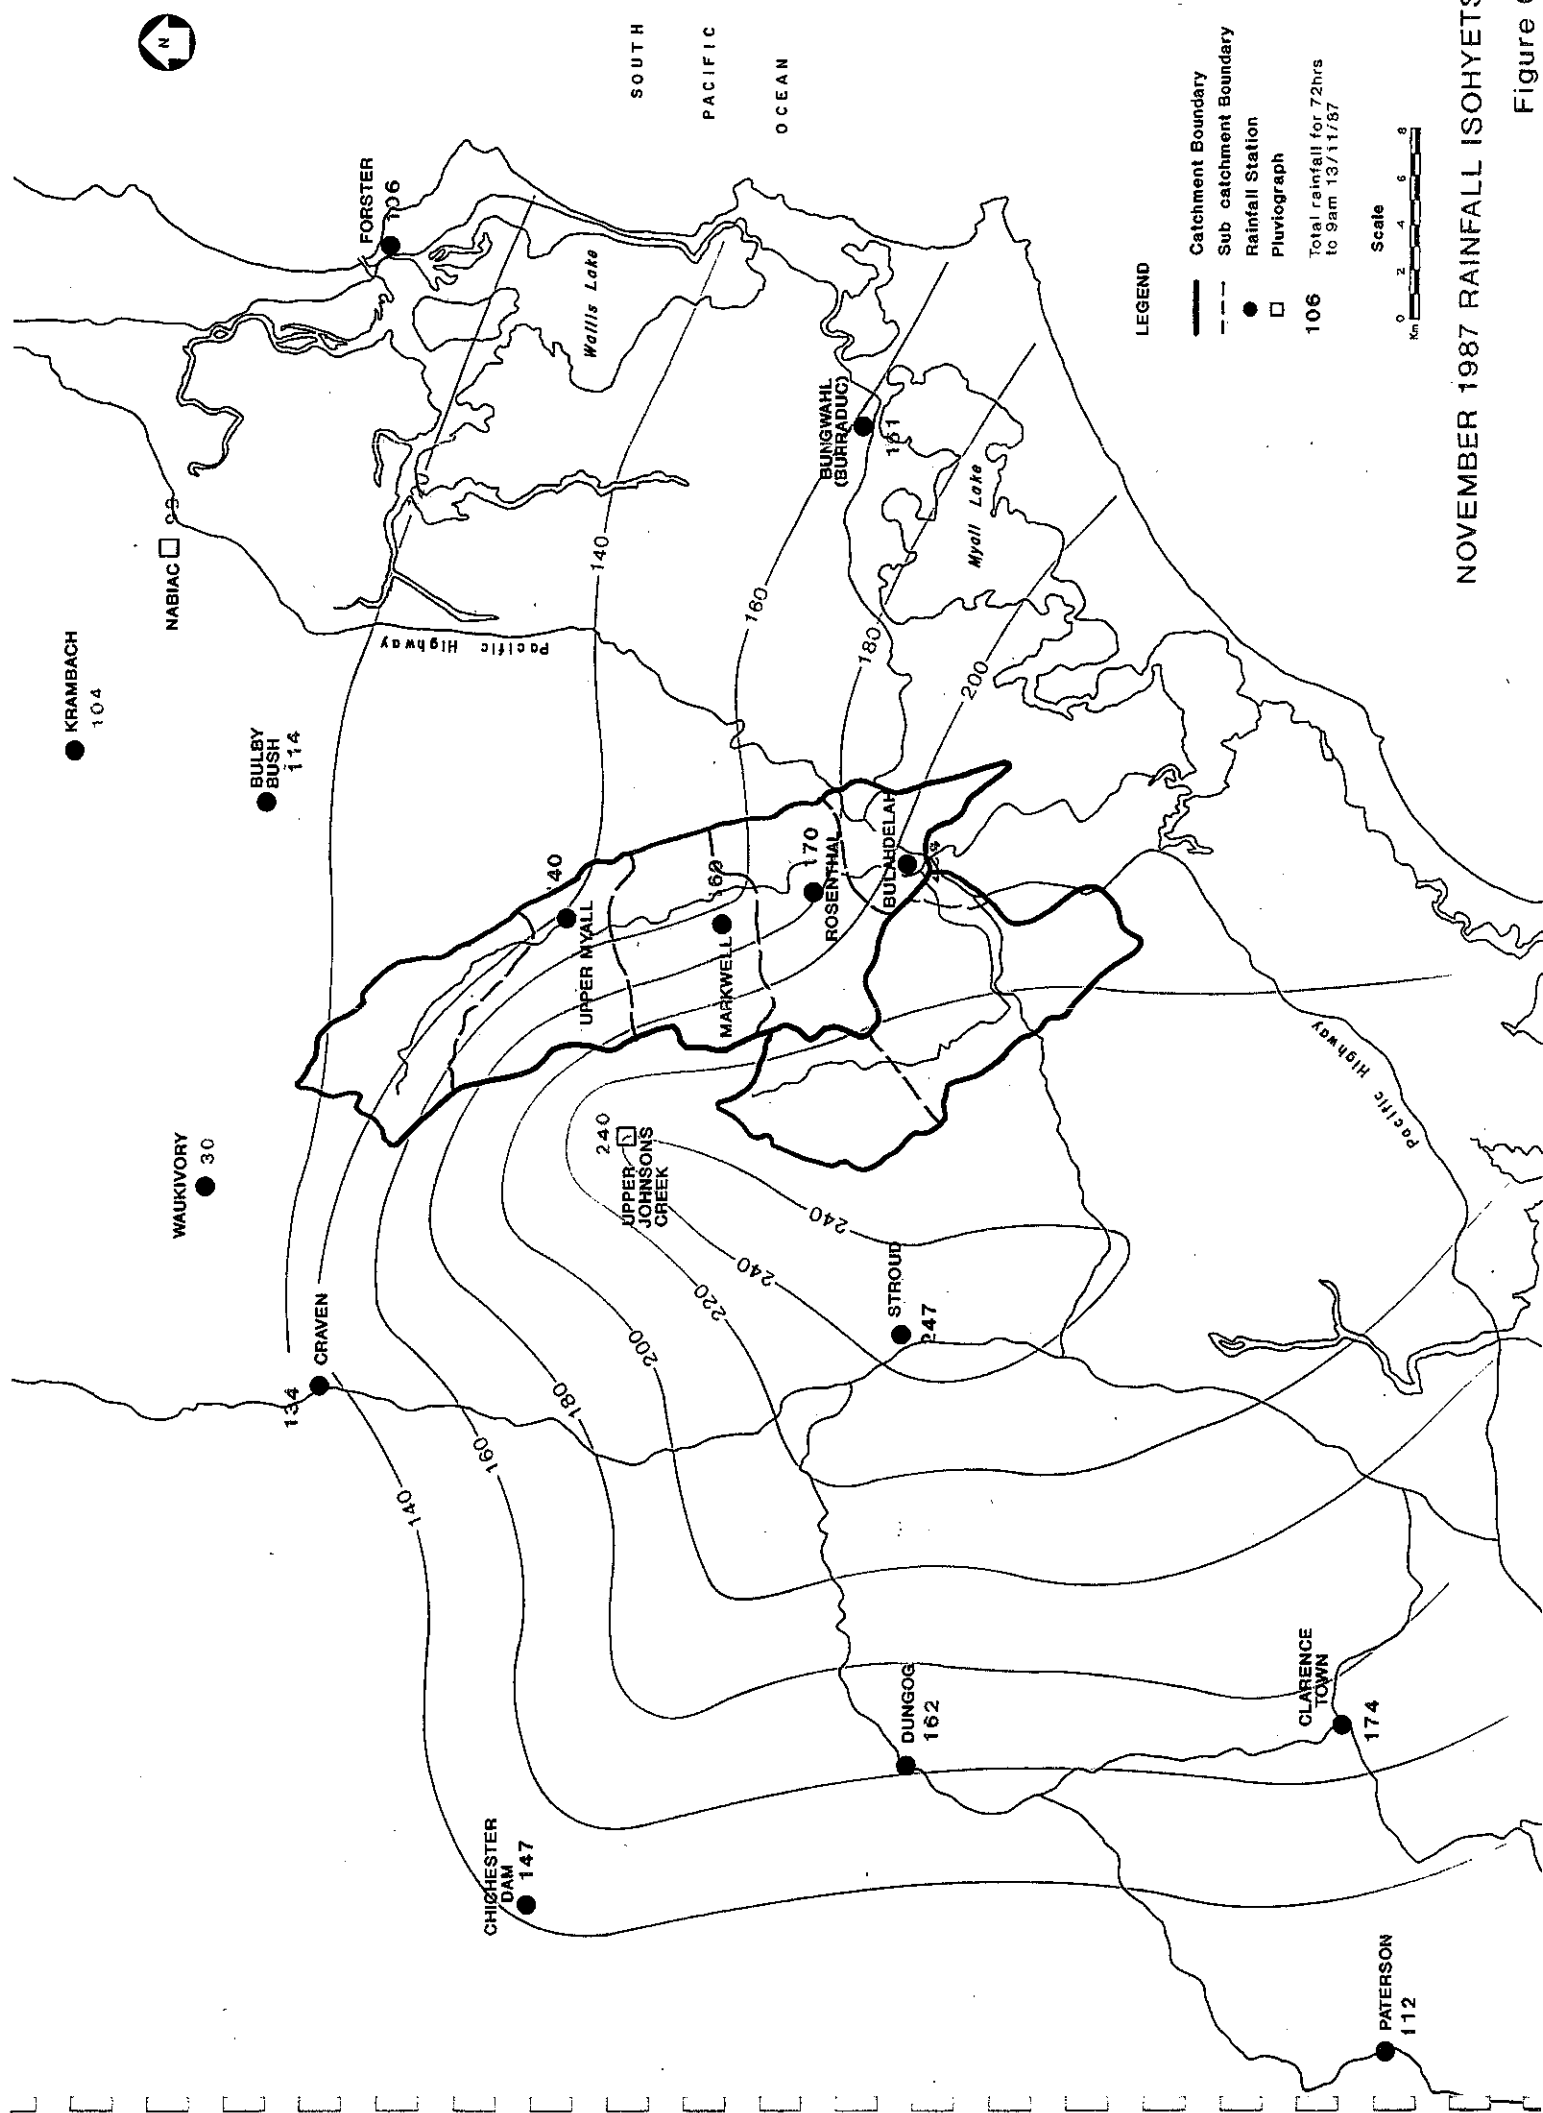 N
SOUTH
PACIFIC
OCEAN
KRAMBACH
104
NABIAC
BULBY
BUSH
114
FORSTER
106
Wallis Lake
Pacific Highway
WAUKIVORY
30
CRAVEN
134
140
140
160
160
180
180
200
200
220
240
240
UPPER MYALL
140
MARKWELL
ROSENTHAL
170
BULAHDELAH
BUNGWAHL
(BURRADUC)
161
Myall Lake
240
UPPER
JOHNSONS
CREEK
STROUD
247
CHICHESTER
DAM
147
DUNGOG
162
CLARENCE
TOWN
174
PATERSON
112
Pacific Highway
LEGEND
Catchment Boundary
Sub catchment Boundary
Rainfall Station
Pluviograph
106
Total rainfall for 72hrs
to 9am 13/11/87
Scale
Km
0 2 4 6 8
NOVEMBER 1987 RAINFALL ISOHYETS
Figure